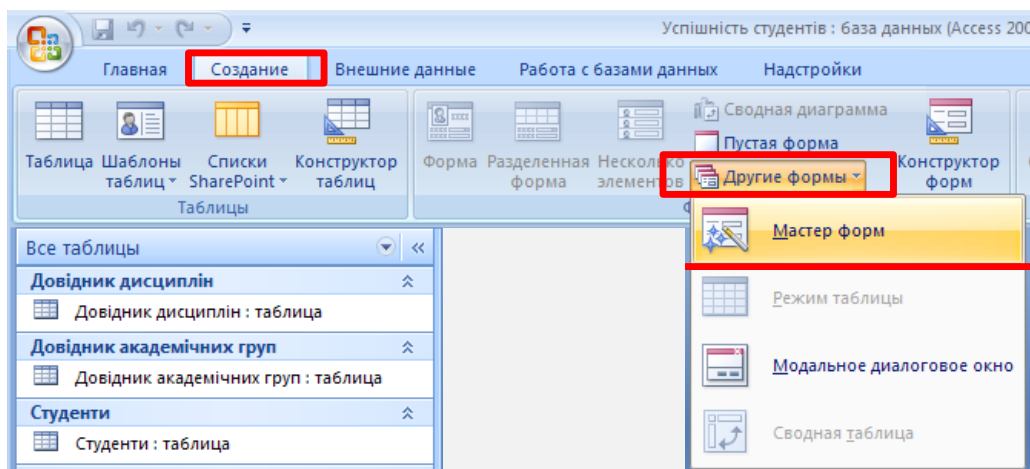 Успішність студентів : база данных (Access 200
Главная Создание Внешние данные Работа с базами данных Надстройки
Таблица
Шаблоны
таблиц
Списки
SharePoint
Конструктор
таблиц
Таблицы
Форма
Разделенная
форма
Несколько
элементов
Сводная диаграмма
Пустая форма
Другие формы
Конструктор
форм
Мастер форм
Режим таблицы
Модальное диалоговое окно
Сводная таблица
Все таблицы
Довідник дисциплін
Довідник дисциплін : таблица
Довідник академічних груп
Довідник академічних груп : таблица
Студенти
Студенти : таблица